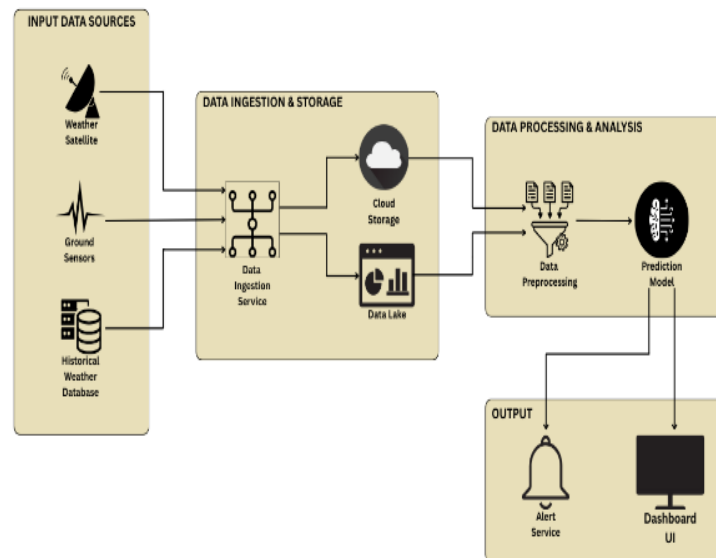 INPUT DATA SOURCES
Weather
Satellite
Ground
Sensors
Historical
Weather
Database
DATA INGESTION & STORAGE
Data
Ingestion
Service
Cloud
Storage
Data Lake
DATA PROCESSING & ANALYSIS
Data
Preprocessing
Prediction
Model
OUTPUT
Alert
Service
Dashboard
UI